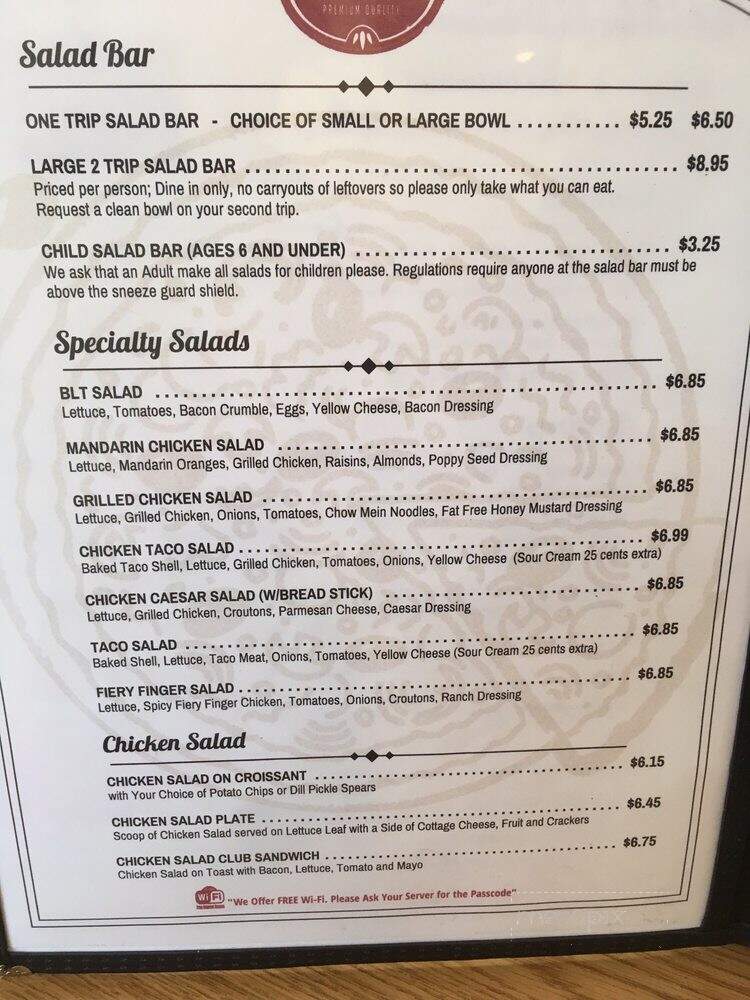 PREMIUM QUALITY
Salad Bar
ONE TRIP SALAD BAR - CHOICE OF SMALL OR LARGE BOWL ........... $5.25 $6.50
LARGE 2 TRIP SALAD BAR ............................................... $8.95
Priced per person; Dine in only, no carryouts of leftovers so please only take what you can eat.
Request a clean bowl on your second trip.
CHILD SALAD BAR (AGES 6 AND UNDER) ................................ $3.25
We ask that an Adult make all salads for children please. Regulations require anyone at the salad bar must be
above the sneeze guard shield.
Specialty Salads
BLT SALAD ....................................................... $6.85
Lettuce, Tomatoes, Bacon Crumble, Eggs, Yellow Cheese, Bacon Dressing
MANDARIN CHICKEN SALAD ......................................... $6.85
Lettuce, Mandarin Oranges, Grilled Chicken, Raisins, Almonds, Poppy Seed Dressing
GRILLED CHICKEN SALAD .......................................... $6.85
Lettuce, Grilled Chicken, Onions, Tomatoes, Chow Mein Noodles, Fat Free Honey Mustard Dressing
CHICKEN TACO SALAD ............................................. $6.99
Baked Taco Shell, Lettuce, Grilled Chicken, Tomatoes, Onions, Yellow Cheese (Sour Cream 25 cents extra)
CHICKEN CAESAR SALAD (W/BREAD STICK) ............................. $6.85
Lettuce, Grilled Chicken, Croutons, Parmesan Cheese, Caesar Dressing
TACO SALAD ..................................................... $6.85
Baked Shell, Lettuce, Taco Meat, Onions, Tomatoes, Yellow Cheese (Sour Cream 25 cents extra)
FIERY FINGER SALAD ............................................. $6.85
Lettuce, Spicy Fiery Finger Chicken, Tomatoes, Onions, Croutons, Ranch Dressing
Chicken Salad
CHICKEN SALAD ON CROISSANT ..................................... $6.15
with Your Choice of Potato Chips or Dill Pickle Spears
CHICKEN SALAD PLATE ............................................ $6.45
Scoop of Chicken Salad served on Lettuce Leaf with a Side of Cottage Cheese, Fruit and Crackers
CHICKEN SALAD CLUB SANDWICH ................................... $6.75
Chicken Salad on Toast with Bacon, Lettuce, Tomato and Mayo
Wi Fi "We Offer FREE Wi-Fi. Please Ask Your Server for the Passcode"